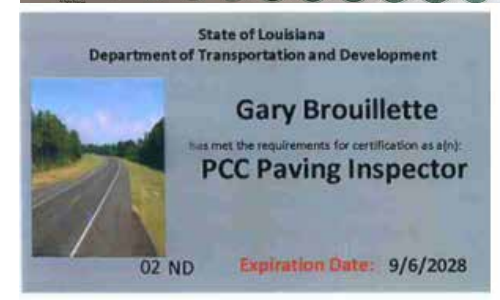 State of Louisiana
Department of Transportation and Development
Gary Brouillette
has met the requirements for certification as a(n):
PCC Paving Inspector
02 ND
Expiration Date: 9/6/2028